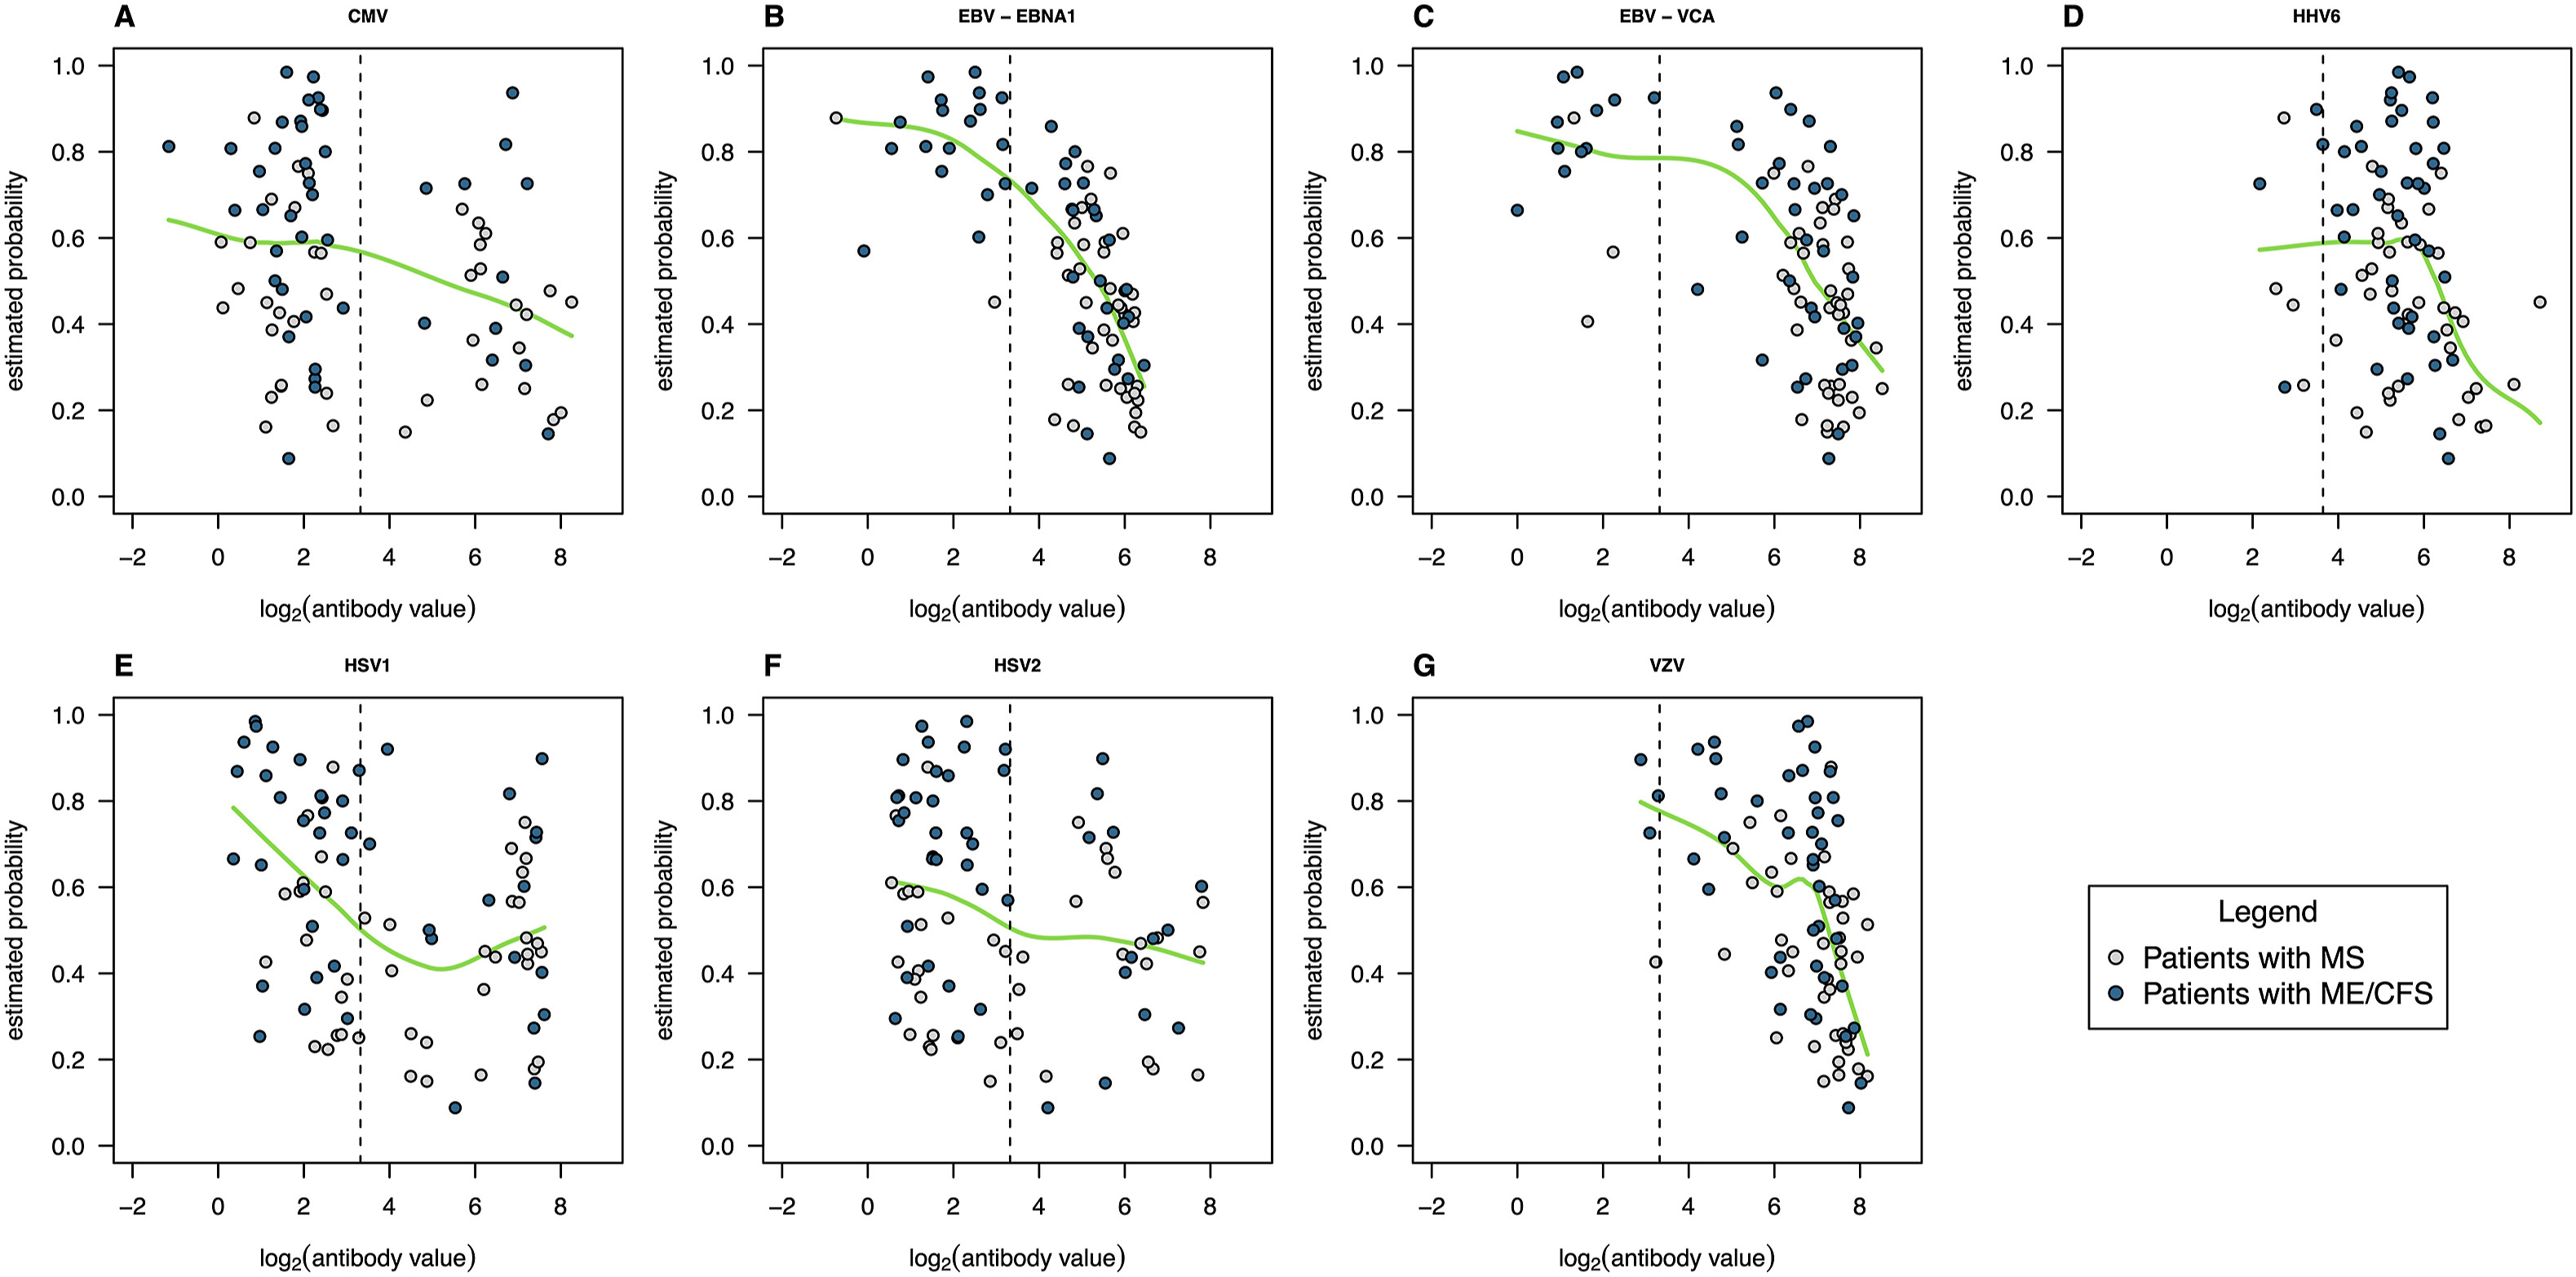 A CMV
B EBV – EBNA1
C EBV – VCA
D HHV6
estimated probability
1.0
0.8
0.6
0.4
0.2
0.0
−2 0 2 4 6 8
log2(antibody value)
estimated probability
1.0
0.8
0.6
0.4
0.2
0.0
−2 0 2 4 6 8
log2(antibody value)
estimated probability
1.0
0.8
0.6
0.4
0.2
0.0
−2 0 2 4 6 8
log2(antibody value)
estimated probability
1.0
0.8
0.6
0.4
0.2
0.0
−2 0 2 4 6 8
log2(antibody value)
E HSV1
F HSV2
G VZV
estimated probability
1.0
0.8
0.6
0.4
0.2
0.0
−2 0 2 4 6 8
log2(antibody value)
estimated probability
1.0
0.8
0.6
0.4
0.2
0.0
−2 0 2 4 6 8
log2(antibody value)
estimated probability
1.0
0.8
0.6
0.4
0.2
0.0
−2 0 2 4 6 8
log2(antibody value)
Legend
Patients with MS
Patients with ME/CFS